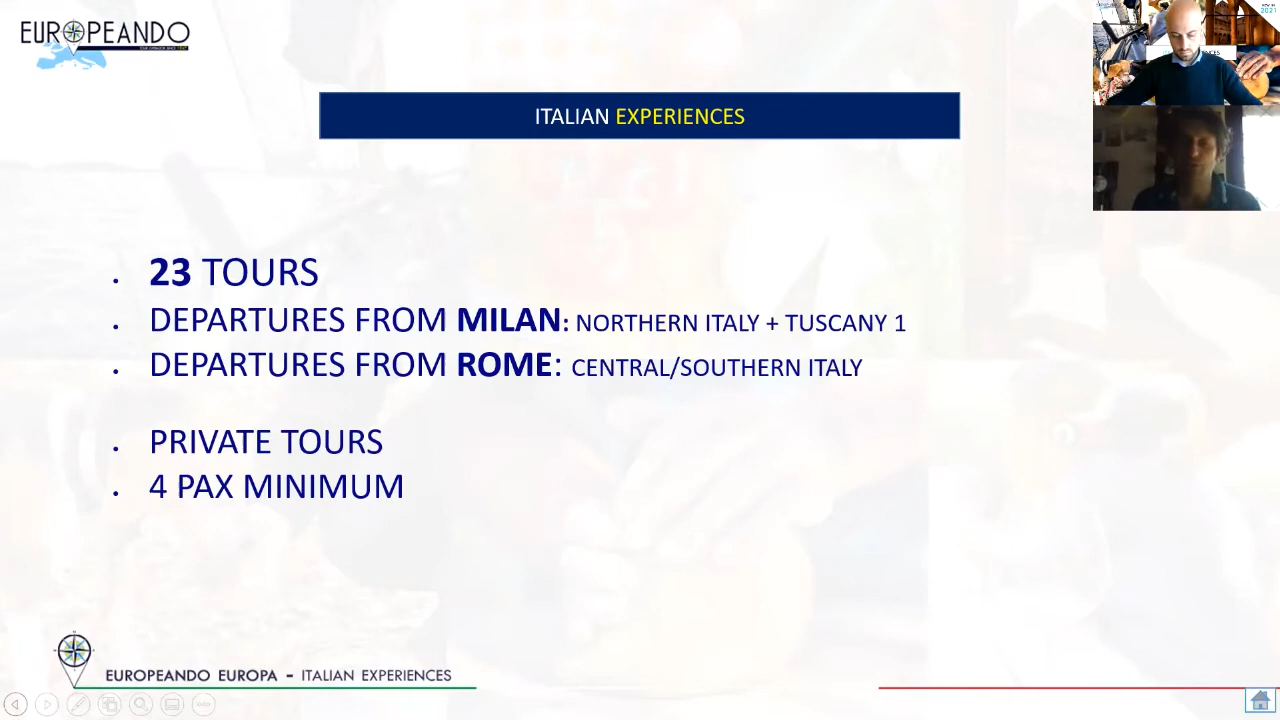 EUROPEANDO
ITALIAN EXPERIENCES
• 23 TOURS
• DEPARTURES FROM MILAN: NORTHERN ITALY + TUSCANY 1
• DEPARTURES FROM ROME: CENTRAL/SOUTHERN ITALY
• PRIVATE TOURS
• 4 PAX MINIMUM
EUROPEANDO EUROPA - ITALIAN EXPERIENCES
2021